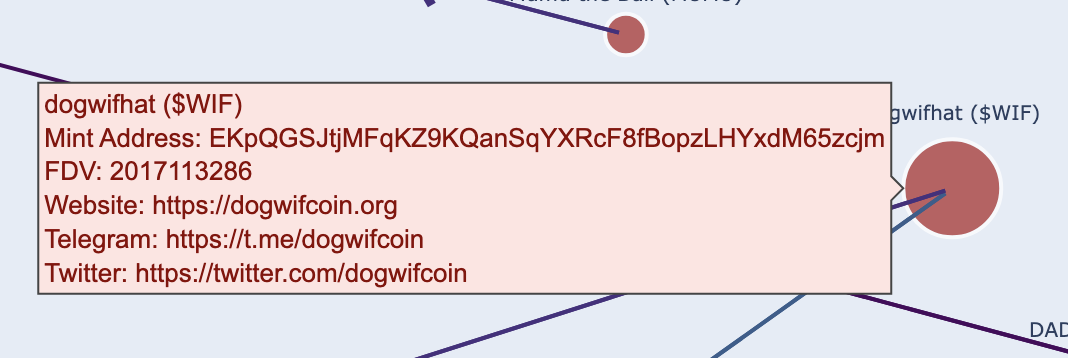 dogwifhat ($WIF)
Mint Address: EKpQGSJtjMFqKZ9KQanSqYXRcF8fBopzLHYxdM65zcjm
FDV: 2017113286
Website: https://dogwifcoin.org
Telegram: https://t.me/dogwifcoin
Twitter: https://twitter.com/dogwifcoin
gwifhat ($WIF)
DAD